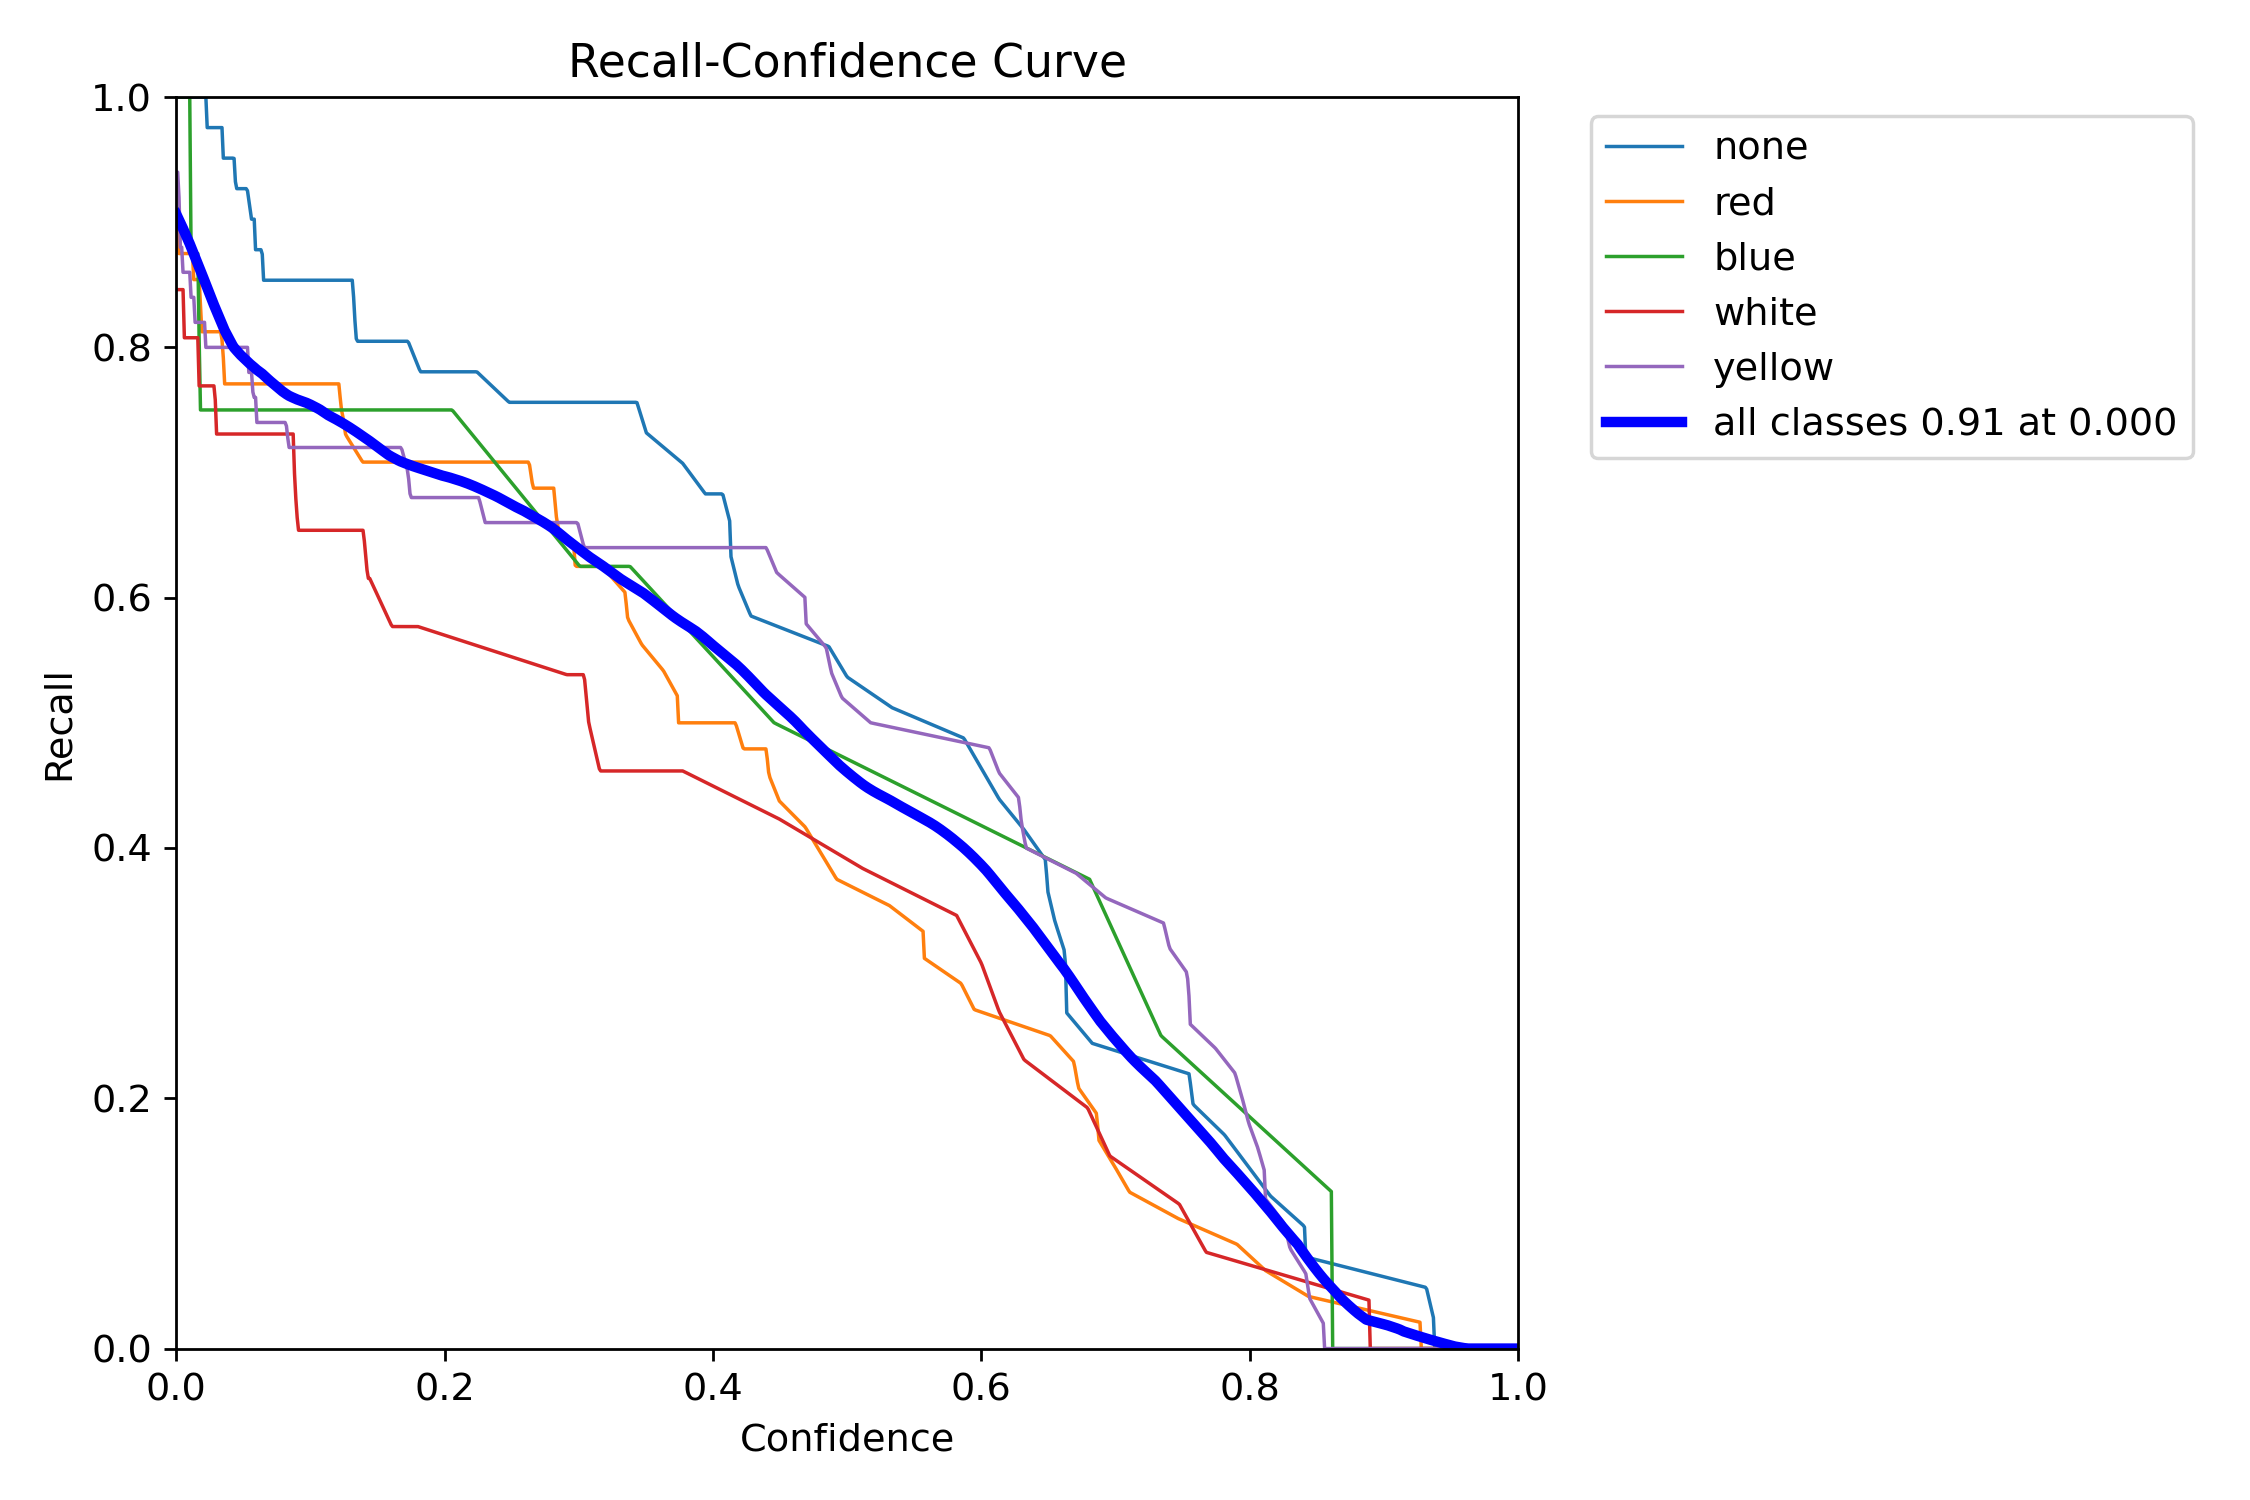 Recall-Confidence Curve
1.0
0.8
0.6
0.4
0.2
0.0
Recall
0.0 0.2 0.4 0.6 0.8 1.0
Confidence
none
red
blue
white
yellow
all classes 0.91 at 0.000